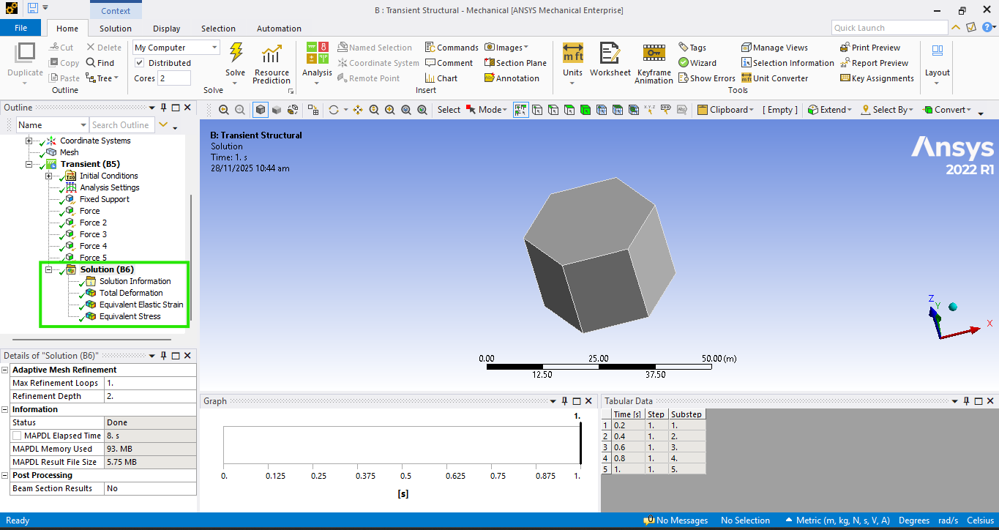 Context
B : Transient Structural - Mechanical [ANSYS Mechanical Enterprise]
File Home Solution Display Selection Automation
Quick Launch
Duplicate
Cut
Copy
Paste
Delete
Find
Tree
Outline
My Computer
Distributed
Cores 2
Solve
Resource Prediction
Solve
Analysis
Named Selection
Coordinate System
Remote Point
Commands
Comment
Chart
Images
Section Plane
Annotation
Insert
Units
Worksheet
Keyframe Animation
Tags
Wizard
Show Errors
Manage Views
Selection Information
Unit Converter
Print Preview
Report Preview
Key Assignments
Tools
Layout
Outline
Name
Search Outline
Select Mode Clipboard [ Empty ] Extend Select By Convert
Coordinate Systems
Mesh
Transient (B5)
Initial Conditions
Analysis Settings
Fixed Support
Force
Force 2
Force 3
Force 4
Force 5
Solution (B6)
Solution Information
Total Deformation
Equivalent Elastic Strain
Equivalent Stress
B: Transient Structural
Solution
Time: 1. s
28/11/2025 10:44 am
Ansys
2022 R1
Z
Y
X
0.00 25.00 50.00 (m)
12.50 37.50
Details of "Solution (B6)"
Adaptive Mesh Refinement
Max Refinement Loops 1.
Refinement Depth 2.
Information
Status Done
MAPDL Elapsed Time 8. s
MAPDL Memory Used 93. MB
MAPDL Result File Size 5.75 MB
Post Processing
Beam Section Results No
Graph
1.
0. 0.125 0.25 0.375 0.5 0.625 0.75 0.875 1.
[s]
Tabular Data
Time [s] Step Substep
1 0.2 1. 1.
2 0.4 1. 2.
3 0.6 1. 3.
4 0.8 1. 4.
5 1. 1. 5.
Ready
No Messages No Selection Metric (m, kg, N, s, V, A) Degrees rad/s Celsius